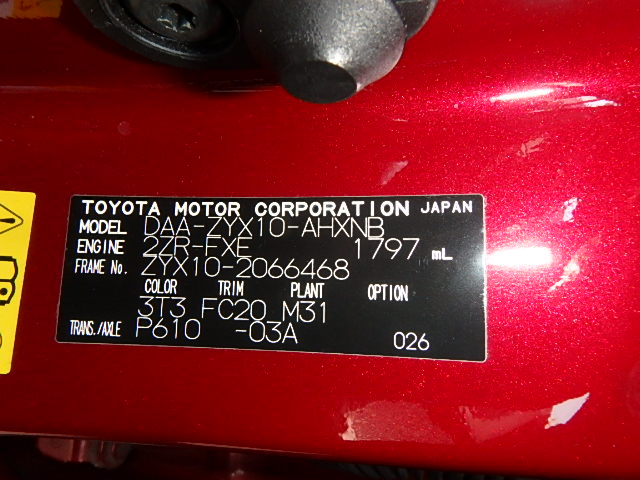 TOYOTA MOTOR CORPORATION JAPAN
MODEL DAA-ZYX10-AHXNB
ENGINE 2ZR-FXE 1797 mL
FRAME No. ZYX10-2066468
COLOR TRIM PLANT OPTION
3T3 FC20 M31
TRANS./AXLE P610 -03A 026